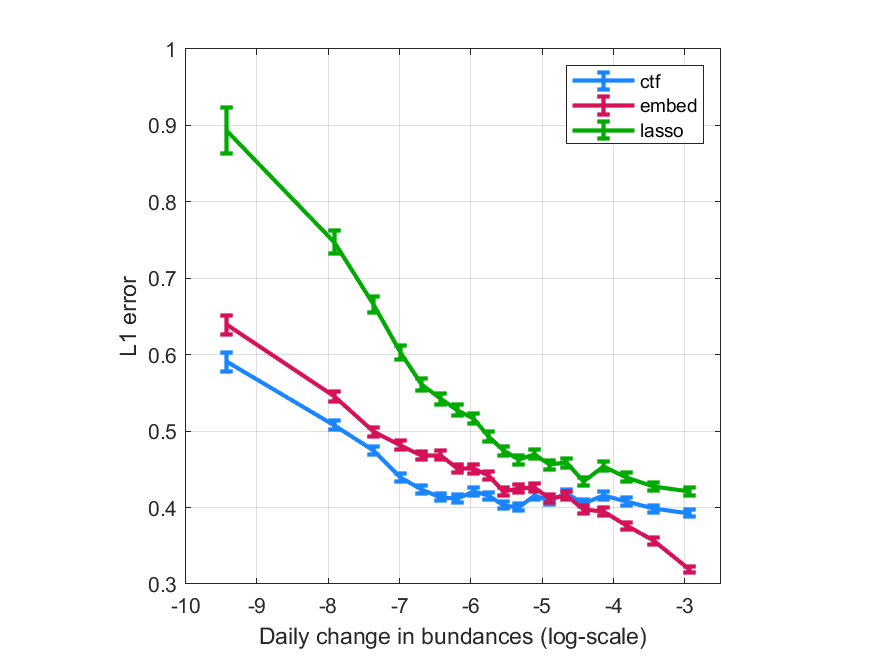 1
0.9
0.8
0.7
0.6
0.5
0.4
0.3
L1 error
-10 -9 -8 -7 -6 -5 -4 -3
Daily change in bundances (log-scale)
ctf
embed
lasso